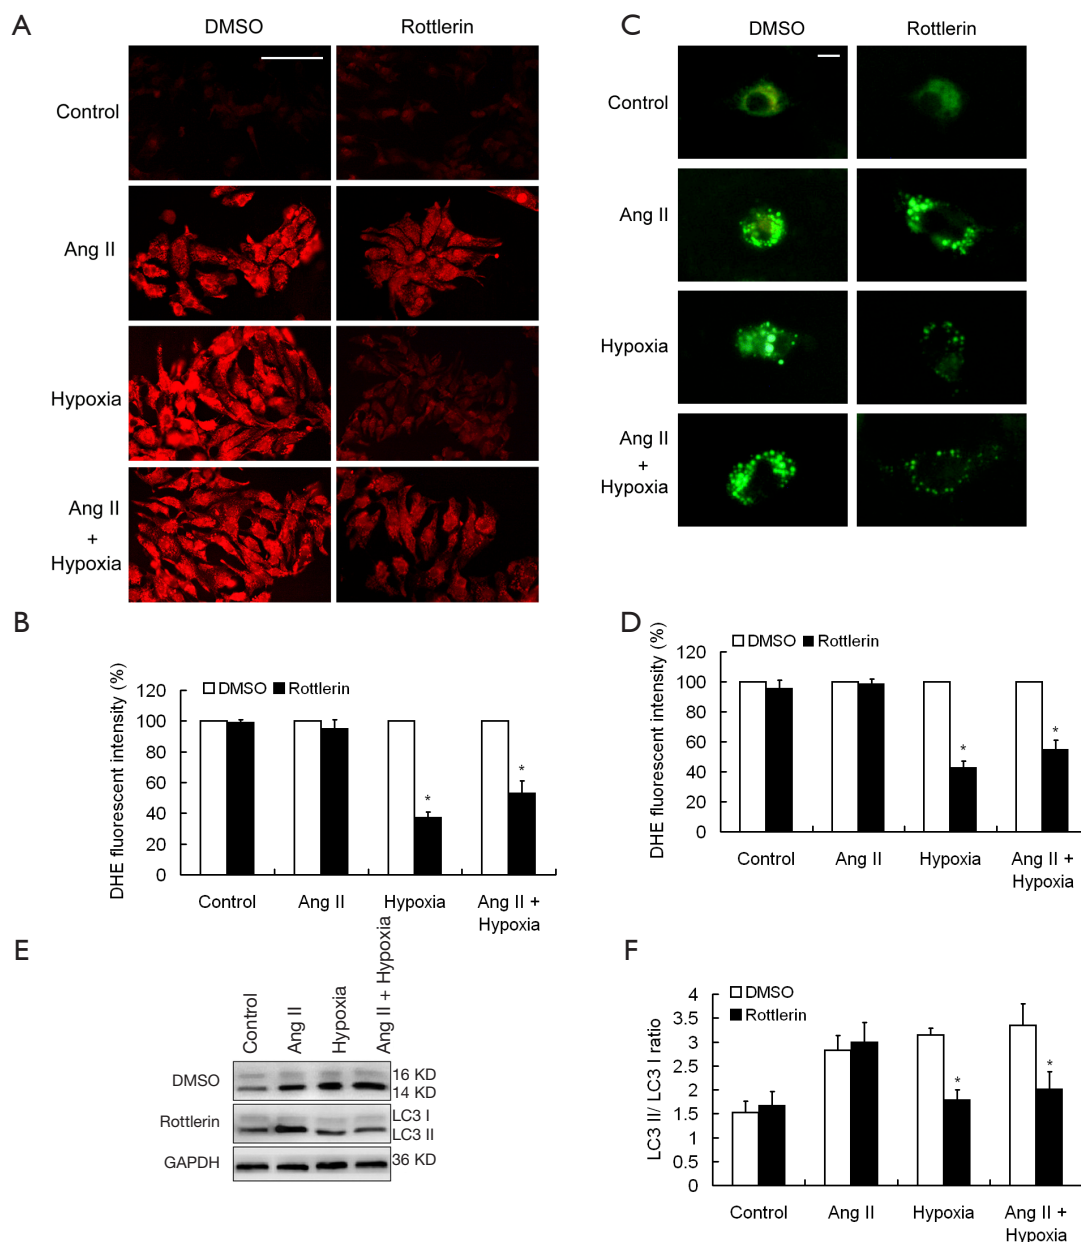 A
DMSO
Rottlerin
Control
Ang II
Hypoxia
Ang II
+
Hypoxia
B
DHE fluorescent intensity (%)
DMSO
Rottlerin
120
100
80
60
40
20
0
*
*
Control
Ang II
Hypoxia
Ang II +
Hypoxia
C
DMSO
Rottlerin
Control
Ang II
Hypoxia
Ang II
+
Hypoxia
D
DHE fluorescent intensity (%)
DMSO
Rottlerin
120
100
80
60
40
20
0
*
*
Control
Ang II
Hypoxia
Ang II +
Hypoxia
E
Control
Ang II
Hypoxia
Ang II + Hypoxia
DMSO
16 KD
14 KD
Rottlerin
LC3 I
LC3 II
GAPDH
36 KD
F
LC3 II/ LC3 I ratio
DMSO
Rottlerin
4
3.5
3
2.5
2
1.5
1
0.5
0
*
*
Control
Ang II
Hypoxia
Ang II +
Hypoxia